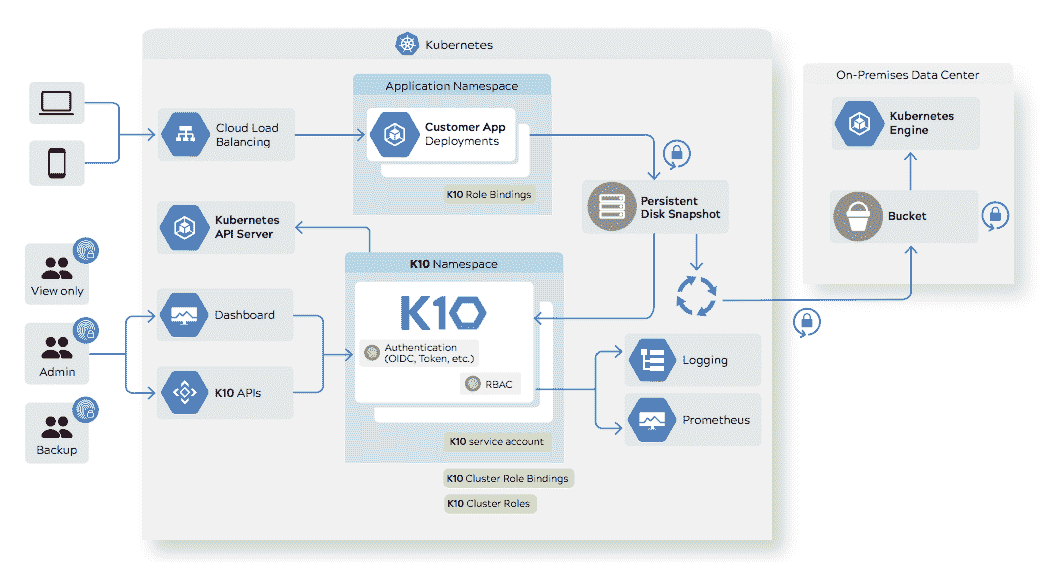 Kubernetes
On-Premises Data Center
Application Namespace
Cloud Load
Balancing
Customer App
Deployments
K10 Role Bindings
Kubernetes
Engine
Persistent
Disk Snapshot
Bucket
Kubernetes
API Server
View only
Admin
Backup
Dashboard
K10 APIs
K10 Namespace
K10
Authentication
(OIDC, Token, etc.)
RBAC
K10 service account
K10 Cluster Role Bindings
K10 Cluster Roles
Logging
Prometheus